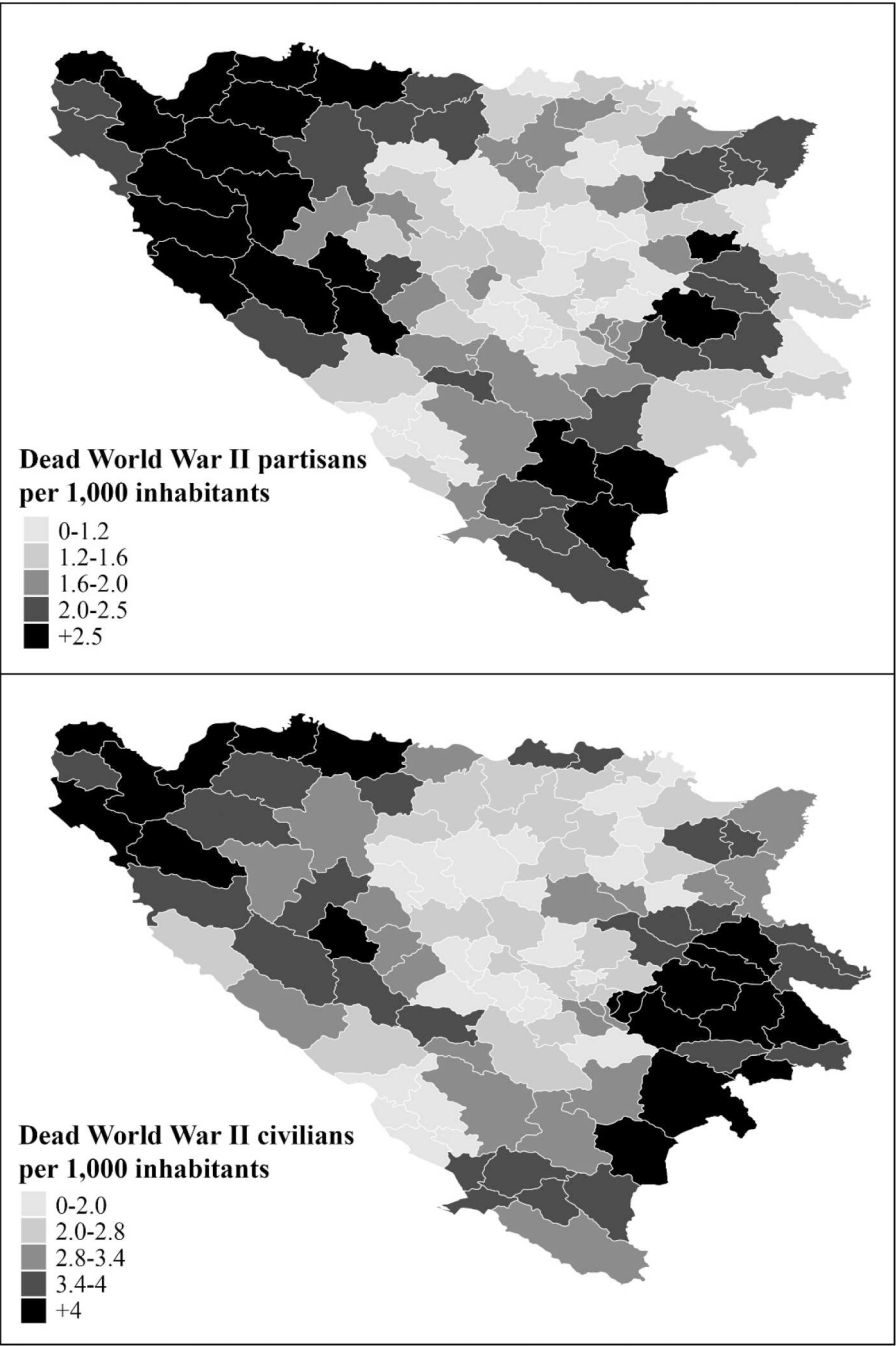 Dead World War II partisans
per 1,000 inhabitants
0-1.2
1.2-1.6
1.6-2.0
2.0-2.5
+2.5
Dead World War II civilians
per 1,000 inhabitants
0-2.0
2.0-2.8
2.8-3.4
3.4-4
+4